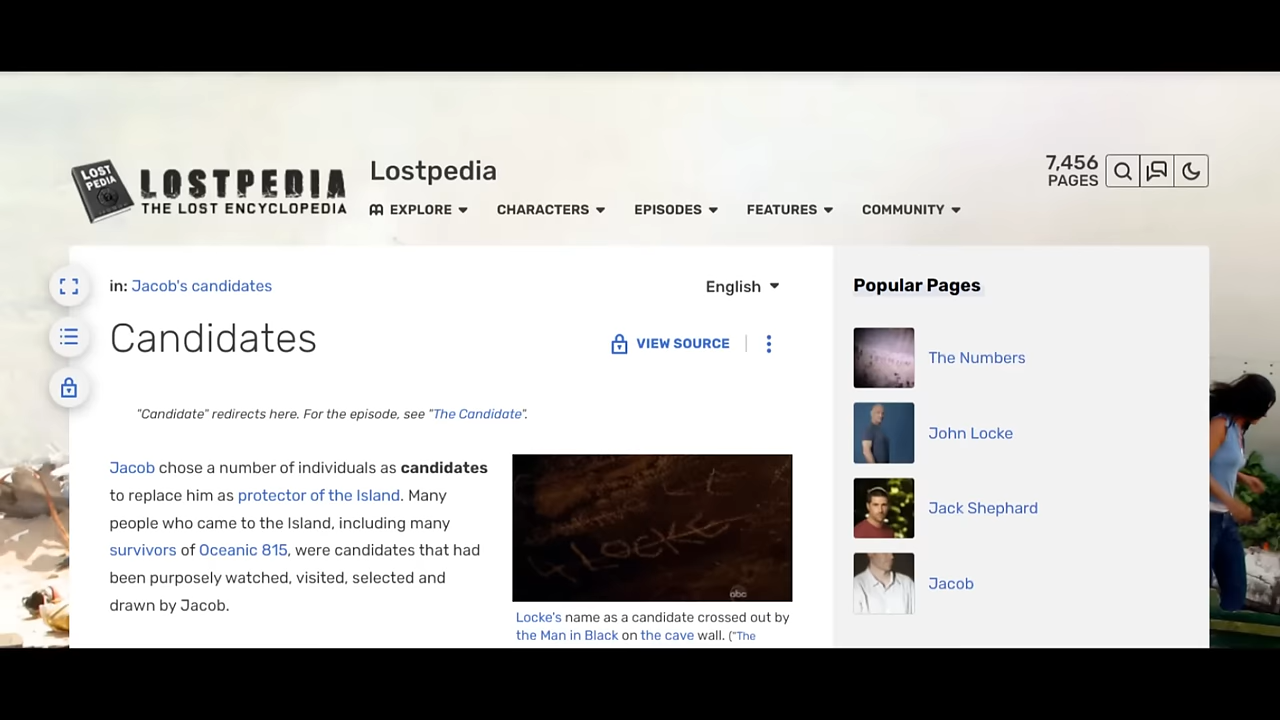 LOST PEDIA
LOSTPEDIA
THE LOST ENCYCLOPEDIA
Lostpedia
EXPLORE CHARACTERS EPISODES FEATURES COMMUNITY
7,456
PAGES
in: Jacob's candidates
English
Candidates
VIEW SOURCE
"Candidate" redirects here. For the episode, see "The Candidate".
Jacob chose a number of individuals as candidates
to replace him as protector of the Island. Many
people who came to the Island, including many
survivors of Oceanic 815, were candidates that had
been purposely watched, visited, selected and
drawn by Jacob.
4 LOCKE
abc
Locke's name as a candidate crossed out by
the Man in Black on the cave wall. ("The
Popular Pages
The Numbers
John Locke
Jack Shephard
Jacob